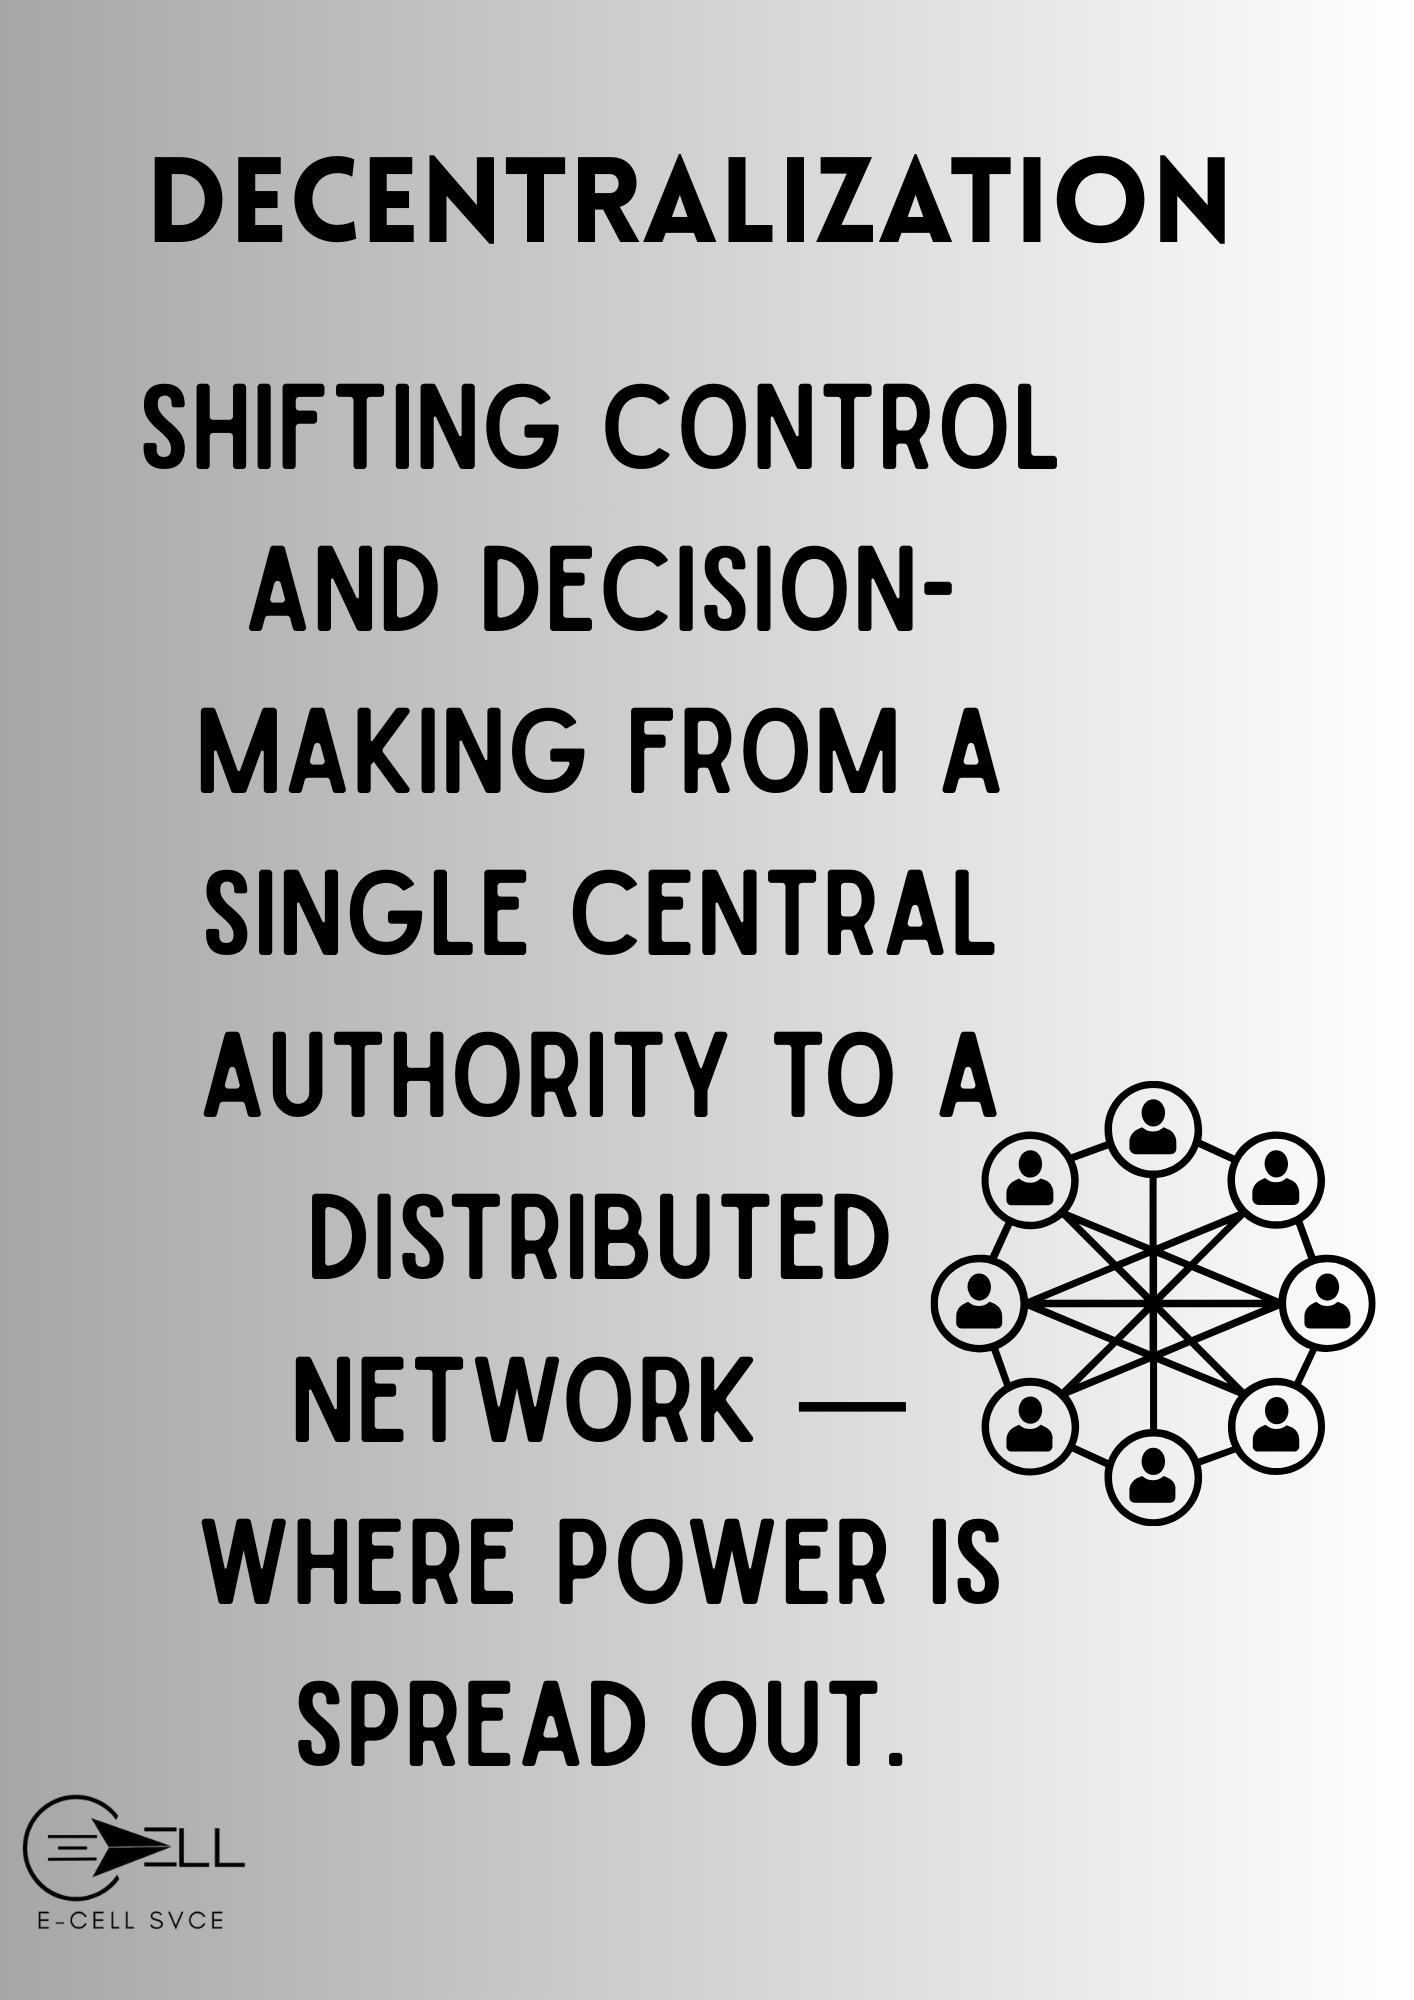 DECENTRALIZATION
SHIFTING CONTROL
AND DECISION-
MAKING FROM A
SINGLE CENTRAL
AUTHORITY TO A
DISTRIBUTED
NETWORK —
WHERE POWER IS
SPREAD OUT.
ECELL
E-CELL SVCE